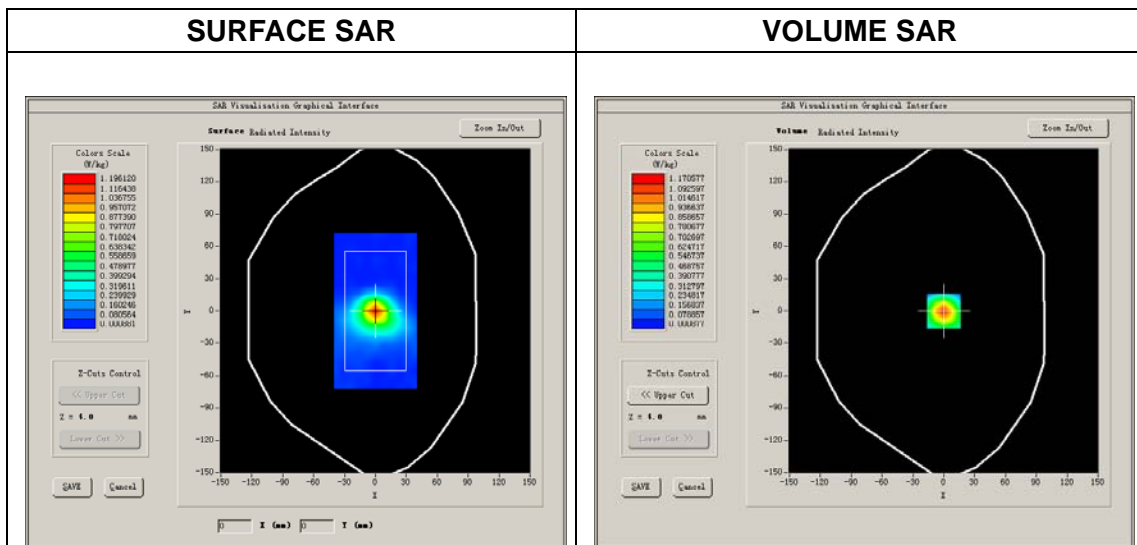 SURFACE SAR
VOLUME SAR
SAR Visualisation Graphical Interface
Surface Radiated Intensity
Zoom In/Out
Colors Scale
(W/kg)
1.196120
1.116438
1.036755
0.957072
0.877390
0.797707
0.718024
0.638342
0.558659
0.478977
0.399294
0.319611
0.239929
0.160246
0.080564
0.000881
150
120
90
60
30
0
-30
-60
-90
-120
-150
Y
-150 -120 -90 -60 -30 0 30 60 90 120 150
X
Z-Cuts Control
<< Upper Cut
Z = 4.0 mm
Lower Cut >>
SAVE Cancel
0 X (mm) 0 Y (mm)
SAR Visualisation Graphical Interface
Volume Radiated Intensity
Zoom In/Out
Colors Scale
(W/kg)
1.170577
1.092597
1.014617
0.936637
0.858657
0.780677
0.702697
0.624717
0.546737
0.468757
0.390777
0.312797
0.234817
0.156837
0.078857
0.000877
150
120
90
60
30
0
-30
-60
-90
-120
-150
Y
-150 -120 -90 -60 -30 0 30 60 90 120 150
X
Z-Cuts Control
<< Upper Cut
Z = 4.0 mm
Lower Cut >>
SAVE Cancel